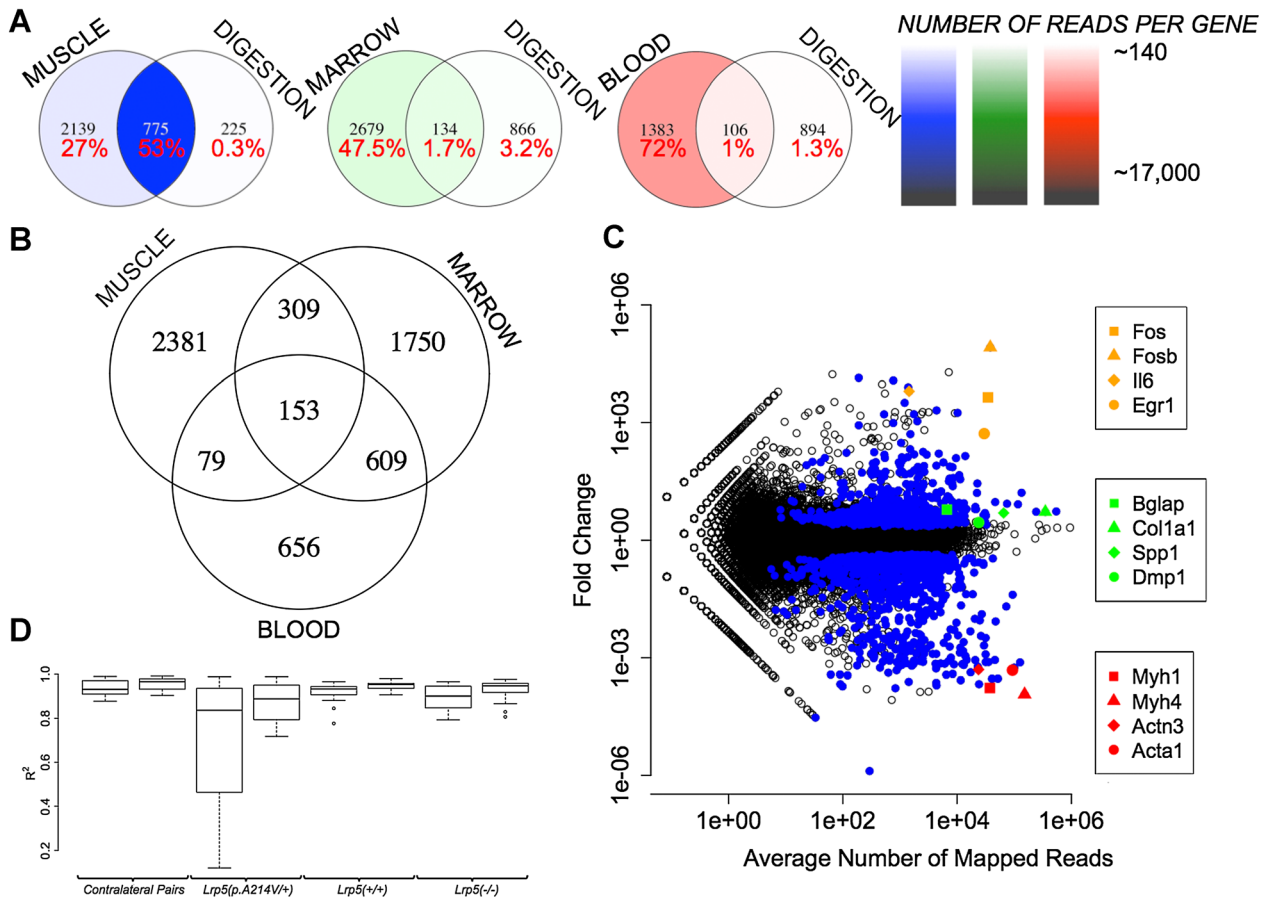 A
MUSCLE
DIGESTION
2139
775
225
27%
53%
0.3%
MARROW
DIGESTION
2679
134
866
47.5%
1.7%
3.2%
BLOOD
DIGESTION
1383
106
894
72%
1%
1.3%
NUMBER OF READS PER GENE
~140
~17,000
B
MUSCLE
MARROW
309
2381
1750
153
79
609
656
BLOOD
C
Fold Change
1e+06
1e+03
1e+00
1e-03
1e-06
1e+00
1e+02
1e+04
1e+06
Average Number of Mapped Reads
Fos
Fosb
Il6
Egr1
Bglap
Col1a1
Spp1
Dmp1
Myh1
Myh4
Actn3
Acta1
D
R2
1.0
0.8
0.6
0.4
0.2
Contralateral Pairs
Lrp5(p.A214V/+)
Lrp5(+/+)
Lrp5(-/-)